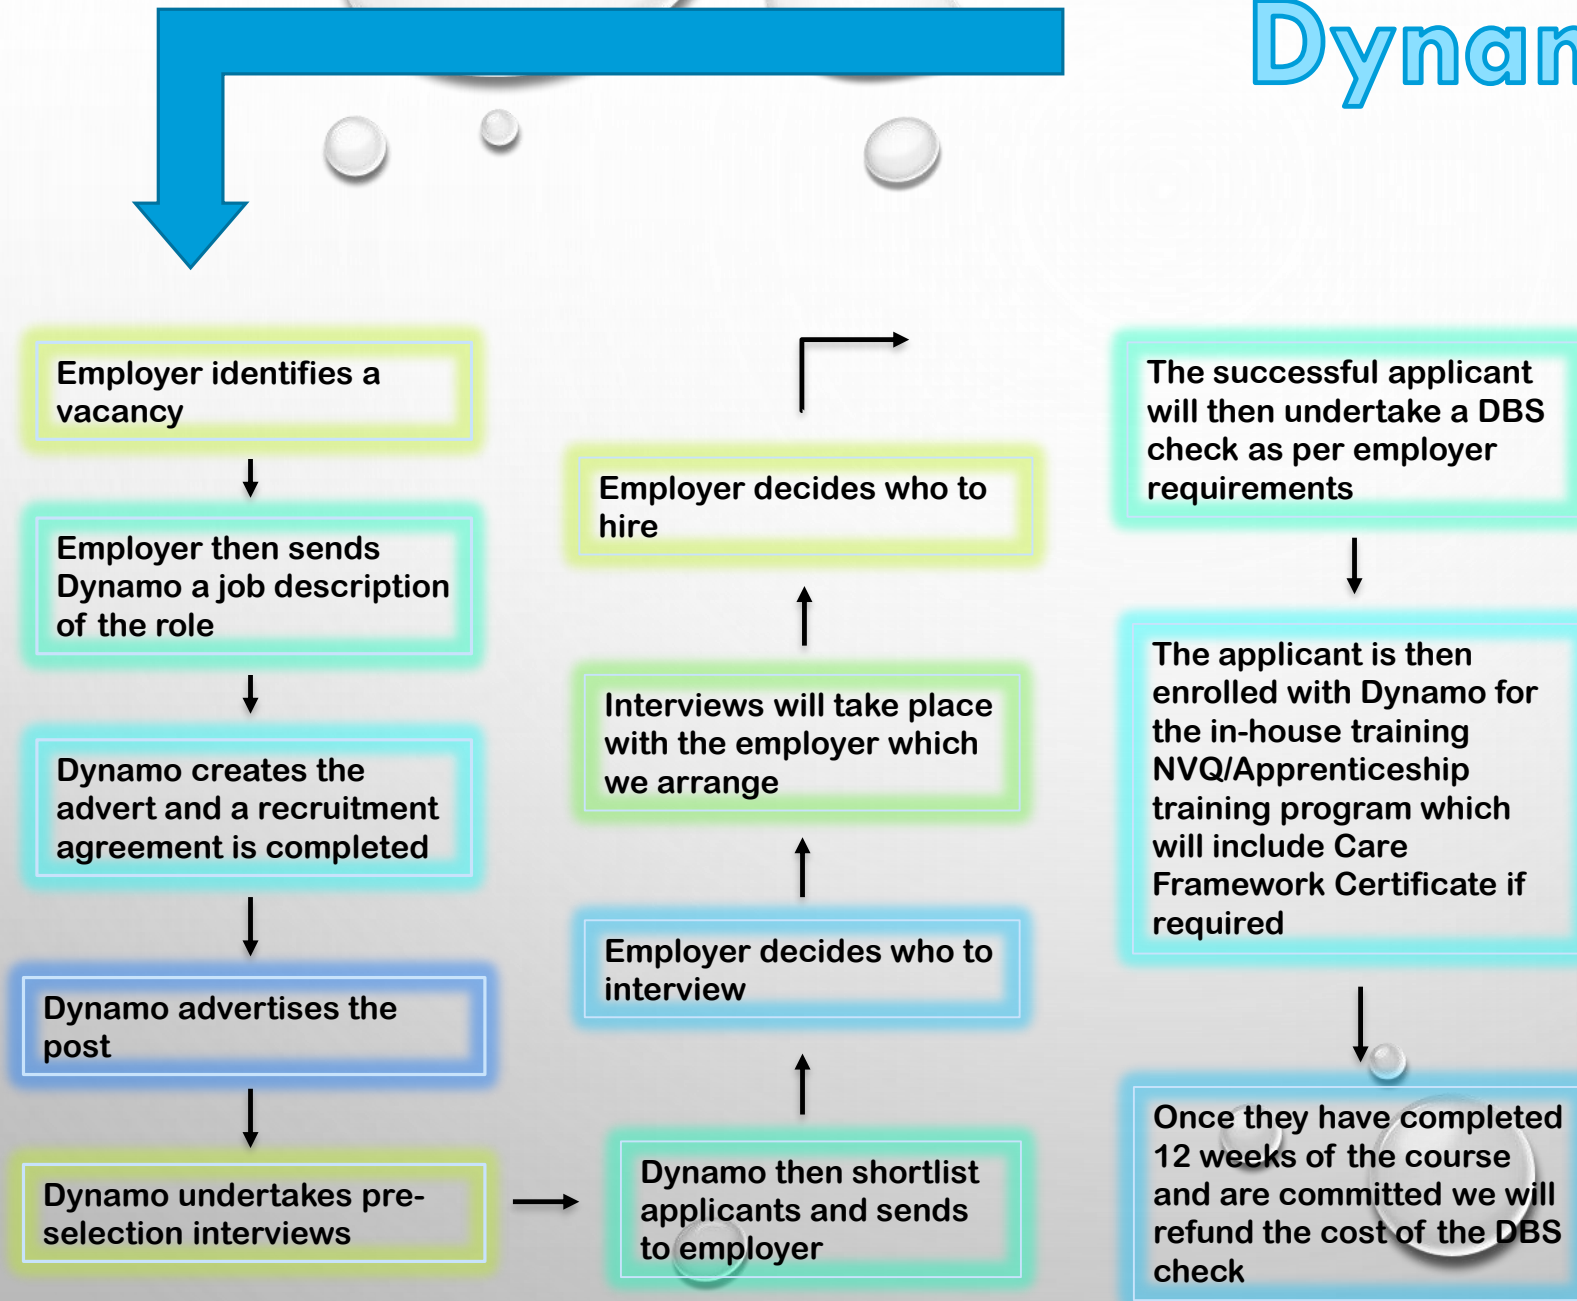 Dynam
Employer identifies a
vacancy
Employer then sends
Dynamo a job description
of the role
Dynamo creates the
advert and a recruitment
agreement is completed
Dynamo advertises the
post
Dynamo undertakes pre-
selection interviews
Dynamo then shortlist
applicants and sends
to employer
Employer decides who to
interview
Interviews will take place
with the employer which
we arrange
Employer decides who to
hire
The successful applicant
will then undertake a DBS
check as per employer
requirements
The applicant is then
enrolled with Dynamo for
the in-house training
NVQ/Apprenticeship
training program which
will include Care
Framework Certificate if
required
Once they have completed
12 weeks of the course
and are committed we will
refund the cost of the DBS
check